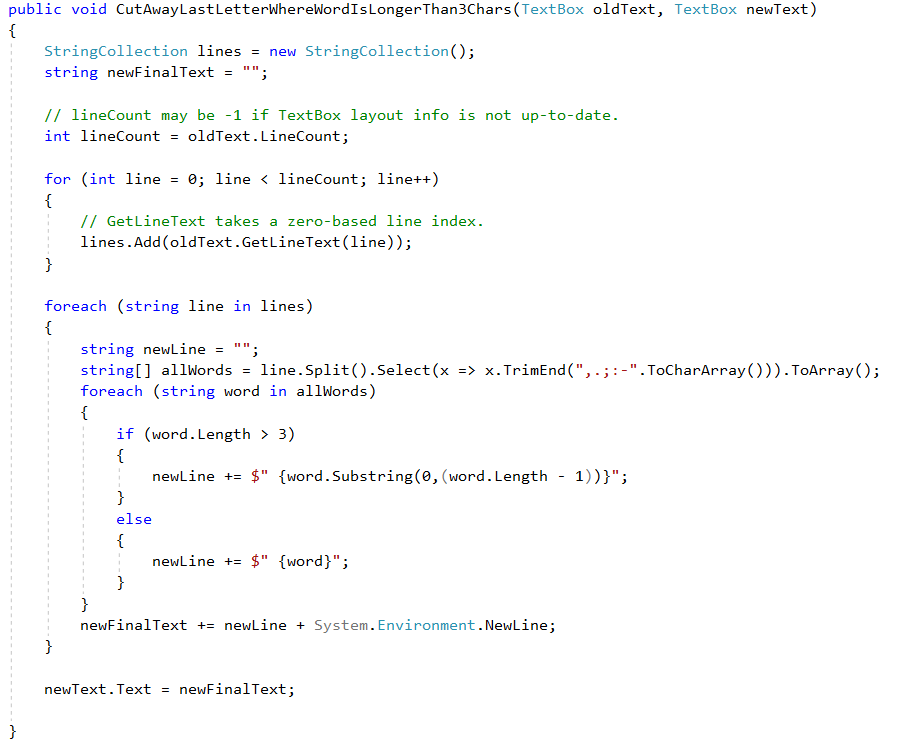 public void CutAwayLastLetterWhereWordIsLongerThan3Chars(TextBox oldText, TextBox newText)
{
    StringCollection lines = new StringCollection();
    string newFinalText = "";

    // lineCount may be -1 if TextBox layout info is not up-to-date.
    int lineCount = oldText.LineCount;

    for (int line = 0; line < lineCount; line++)
    {
        // GetLineText takes a zero-based line index.
        lines.Add(oldText.GetLineText(line));
    }

    foreach (string line in lines)
    {
        string newLine = "";
        string[] allWords = line.Split().Select(x => x.TrimEnd(",.;:-".ToCharArray())).ToArray();
        foreach (string word in allWords)
        {
            if (word.Length > 3)
            {
                newLine += $" {word.Substring(0,(word.Length - 1))}";
            }
            else
            {
                newLine += $" {word}";
            }
        }
        newFinalText += newLine + System.Environment.NewLine;
    }

    newText.Text = newFinalText;

}